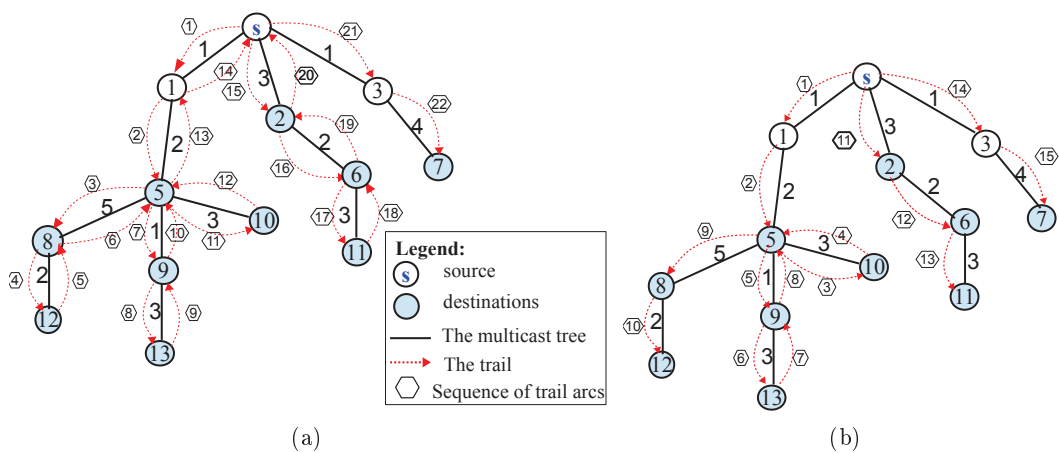 1 s 21
1 1
14 3 20 1
15 3
22
2 13 2 19 4
2
3 16 6 7
5 12
5 3 10
8 6 7 1 10 11 17 3 18
11
4 2 5 9
12 8 3 9
13
Legend:
s source
destinations
The multicast tree
The trail
Sequence of trail arcs
(a)
s
1 1 1 14
3
1 11 3 15
2 2 2 4
12 6 7
9 5 4
5 3 10 13 3
8 5 1 8 3 11
10 2 9
12 6 3 7
13
(b)